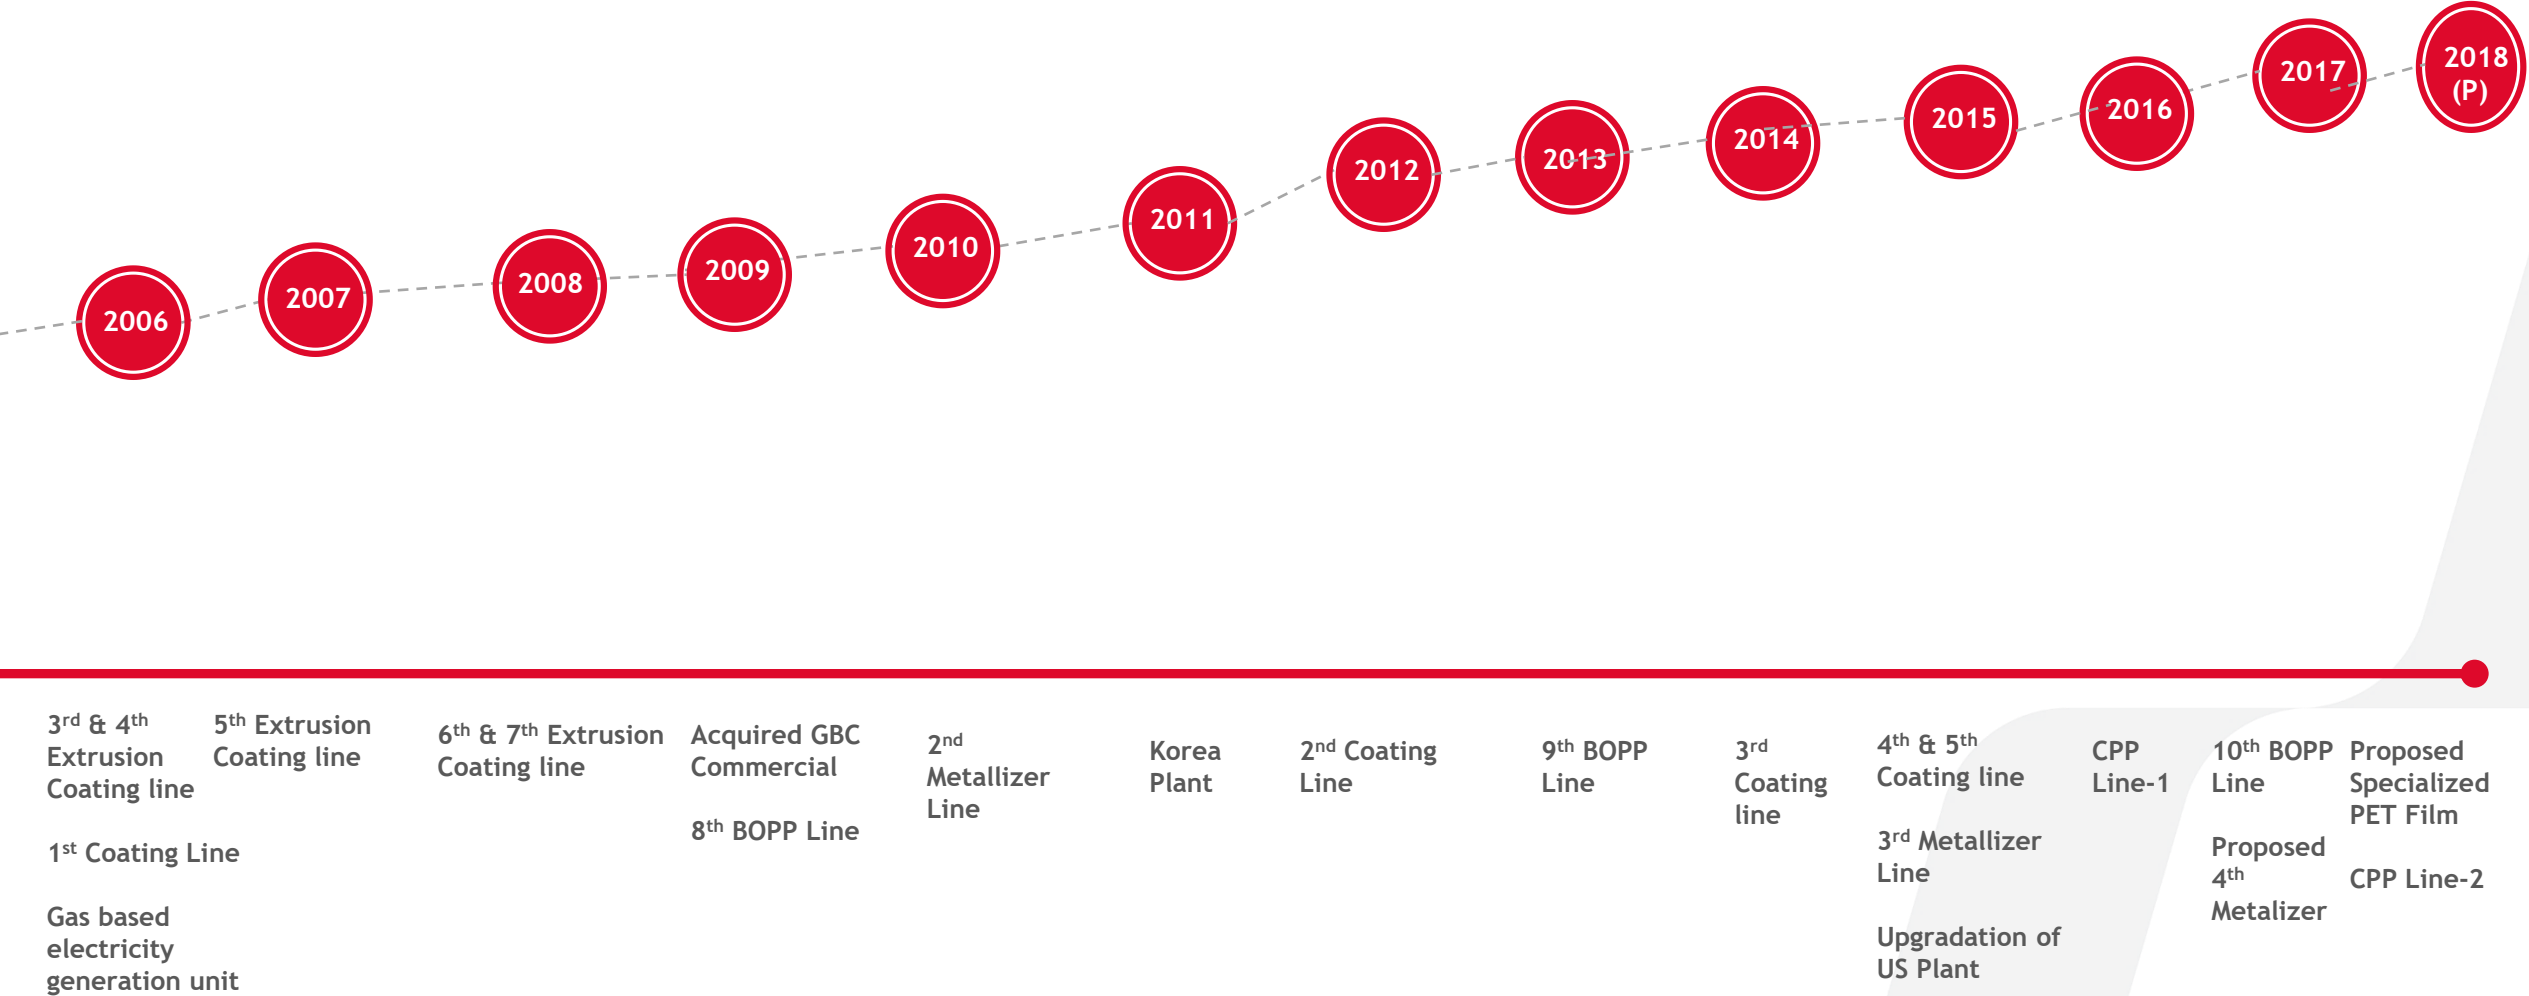 2006
2007
2008
2009
2010
2011
2012
2013
2014
2015
2016
2017
2018
(P)
3rd & 4th
Extrusion
Coating line
1st Coating Line
Gas based
electricity
generation unit
5th Extrusion
Coating line
6th & 7th Extrusion
Coating line
Acquired GBC
Commercial
8th BOPP Line
2nd
Metallizer
Line
Korea
Plant
2nd Coating
Line
9th BOPP
Line
3rd
Coating
line
4th & 5th
Coating line
3rd Metallizer
Line
Upgradation of
US Plant
CPP
Line-1
10th BOPP
Line
Proposed
4th
Metalizer
Proposed
Specialized
PET Film
CPP Line-2